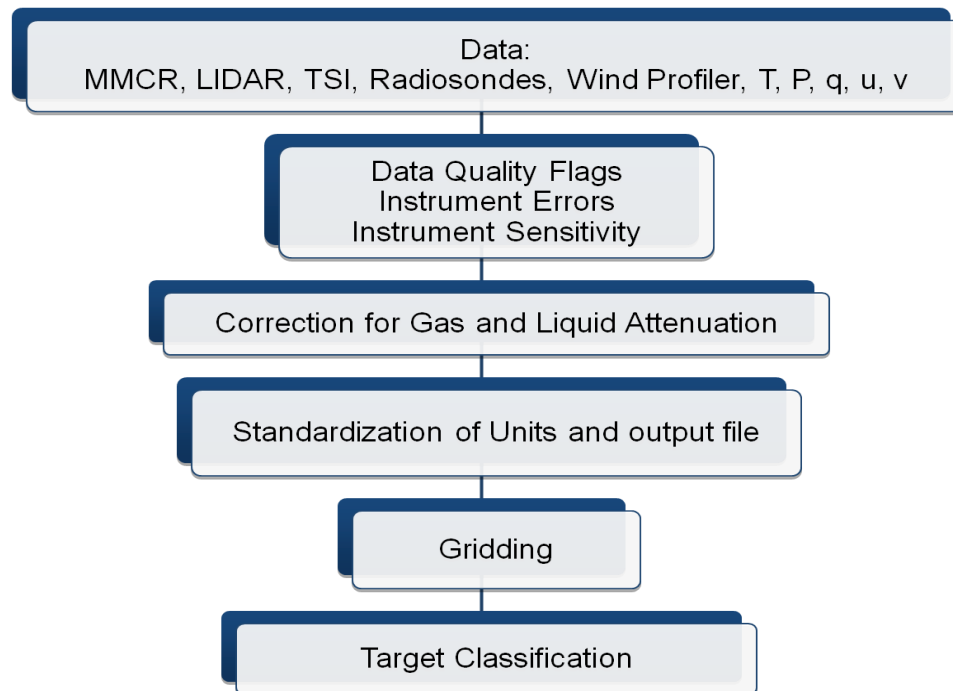 Data:
MMCR, LIDAR, TSI, Radiosondes, Wind Profiler, T, P, q, u, v
Data Quality Flags
Instrument Errors
Instrument Sensitivity
Correction for Gas and Liquid Attenuation
Standardization of Units and output file
Gridding
Target Classification